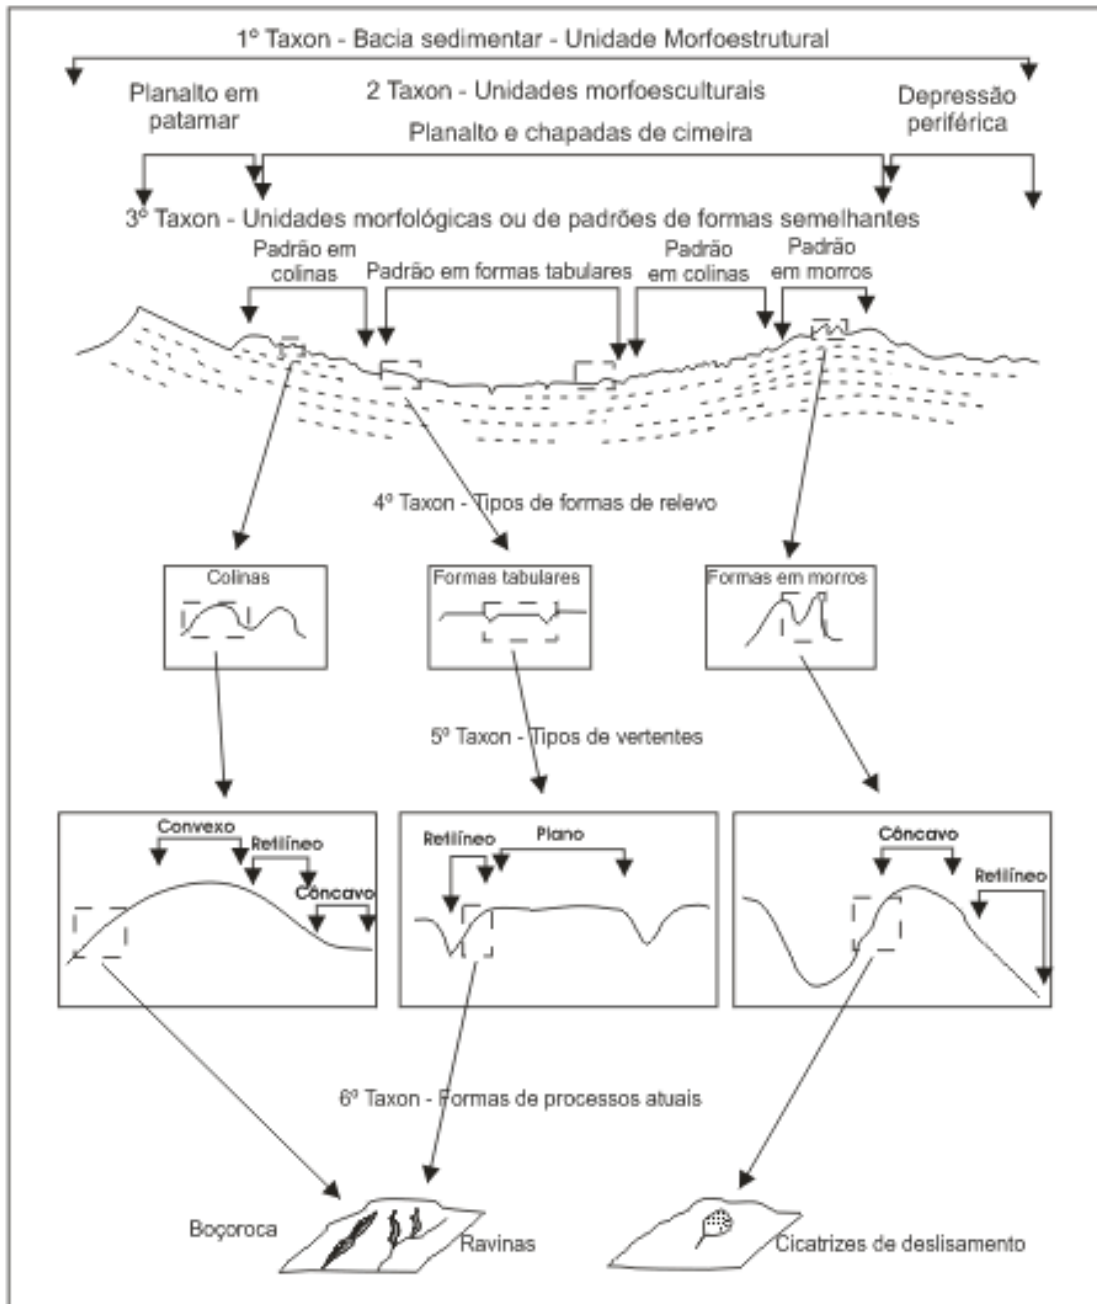 1º Taxon - Bacia sedimentar - Unidade Morfoestrutural
Planalto em
patamar
2 Taxon - Unidades morfoesculturais
Depressão
periférica
Planalto e chapadas de cimeira
3º Taxon - Unidades morfológicas ou de padrões de formas semelhantes
Padrão em
colinas
Padrão em formas tabulares
Padrão
em colinas
Padrão
em morros
4º Taxon - Tipos de formas de relevo
Colinas
Formas tabulares
Formas em morros
5º Taxon - Tipos de vertentes
Convexo
Retilíneo
Côncavo
Retilíneo
Plano
Côncavo
Retilíneo
6º Taxon - Formas de processos atuais
Boçoroca
Ravinas
Cicatrizes de deslisamento